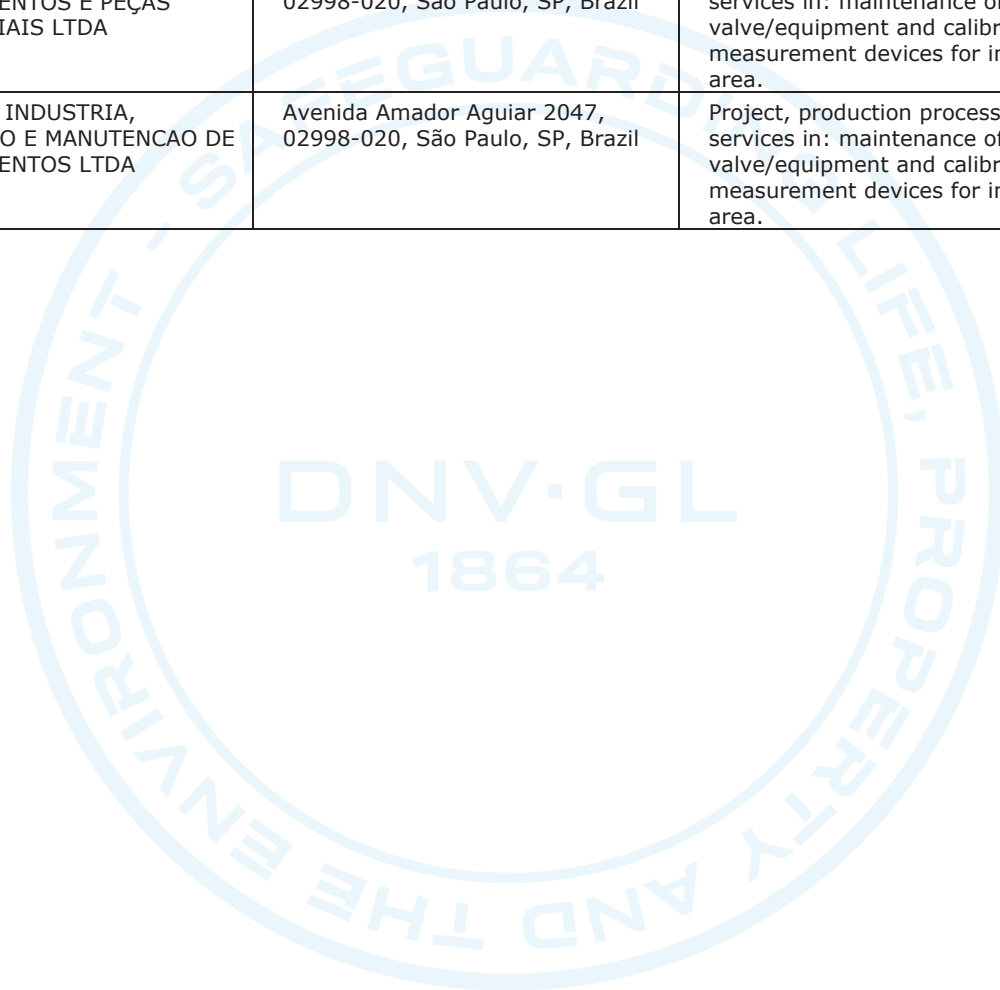 ENTOS E PEÇAS
IAIS LTDA
02998-020, São Paulo, SP, Brazil
services in: maintenance of
valve/equipment and calibr
measurement devices for in
area.
INDUSTRIA,
O E MANUTENCAO DE
ENTOS LTDA
Avenida Amador Aguiar 2047,
02998-020, São Paulo, SP, Brazil
Project, production process
services in: maintenance of
valve/equipment and calibr
measurement devices for in
area.
SAFEGUARDING LIFE, PROPERTY AND THE ENVIRONMENT -
DNV·GL
1864